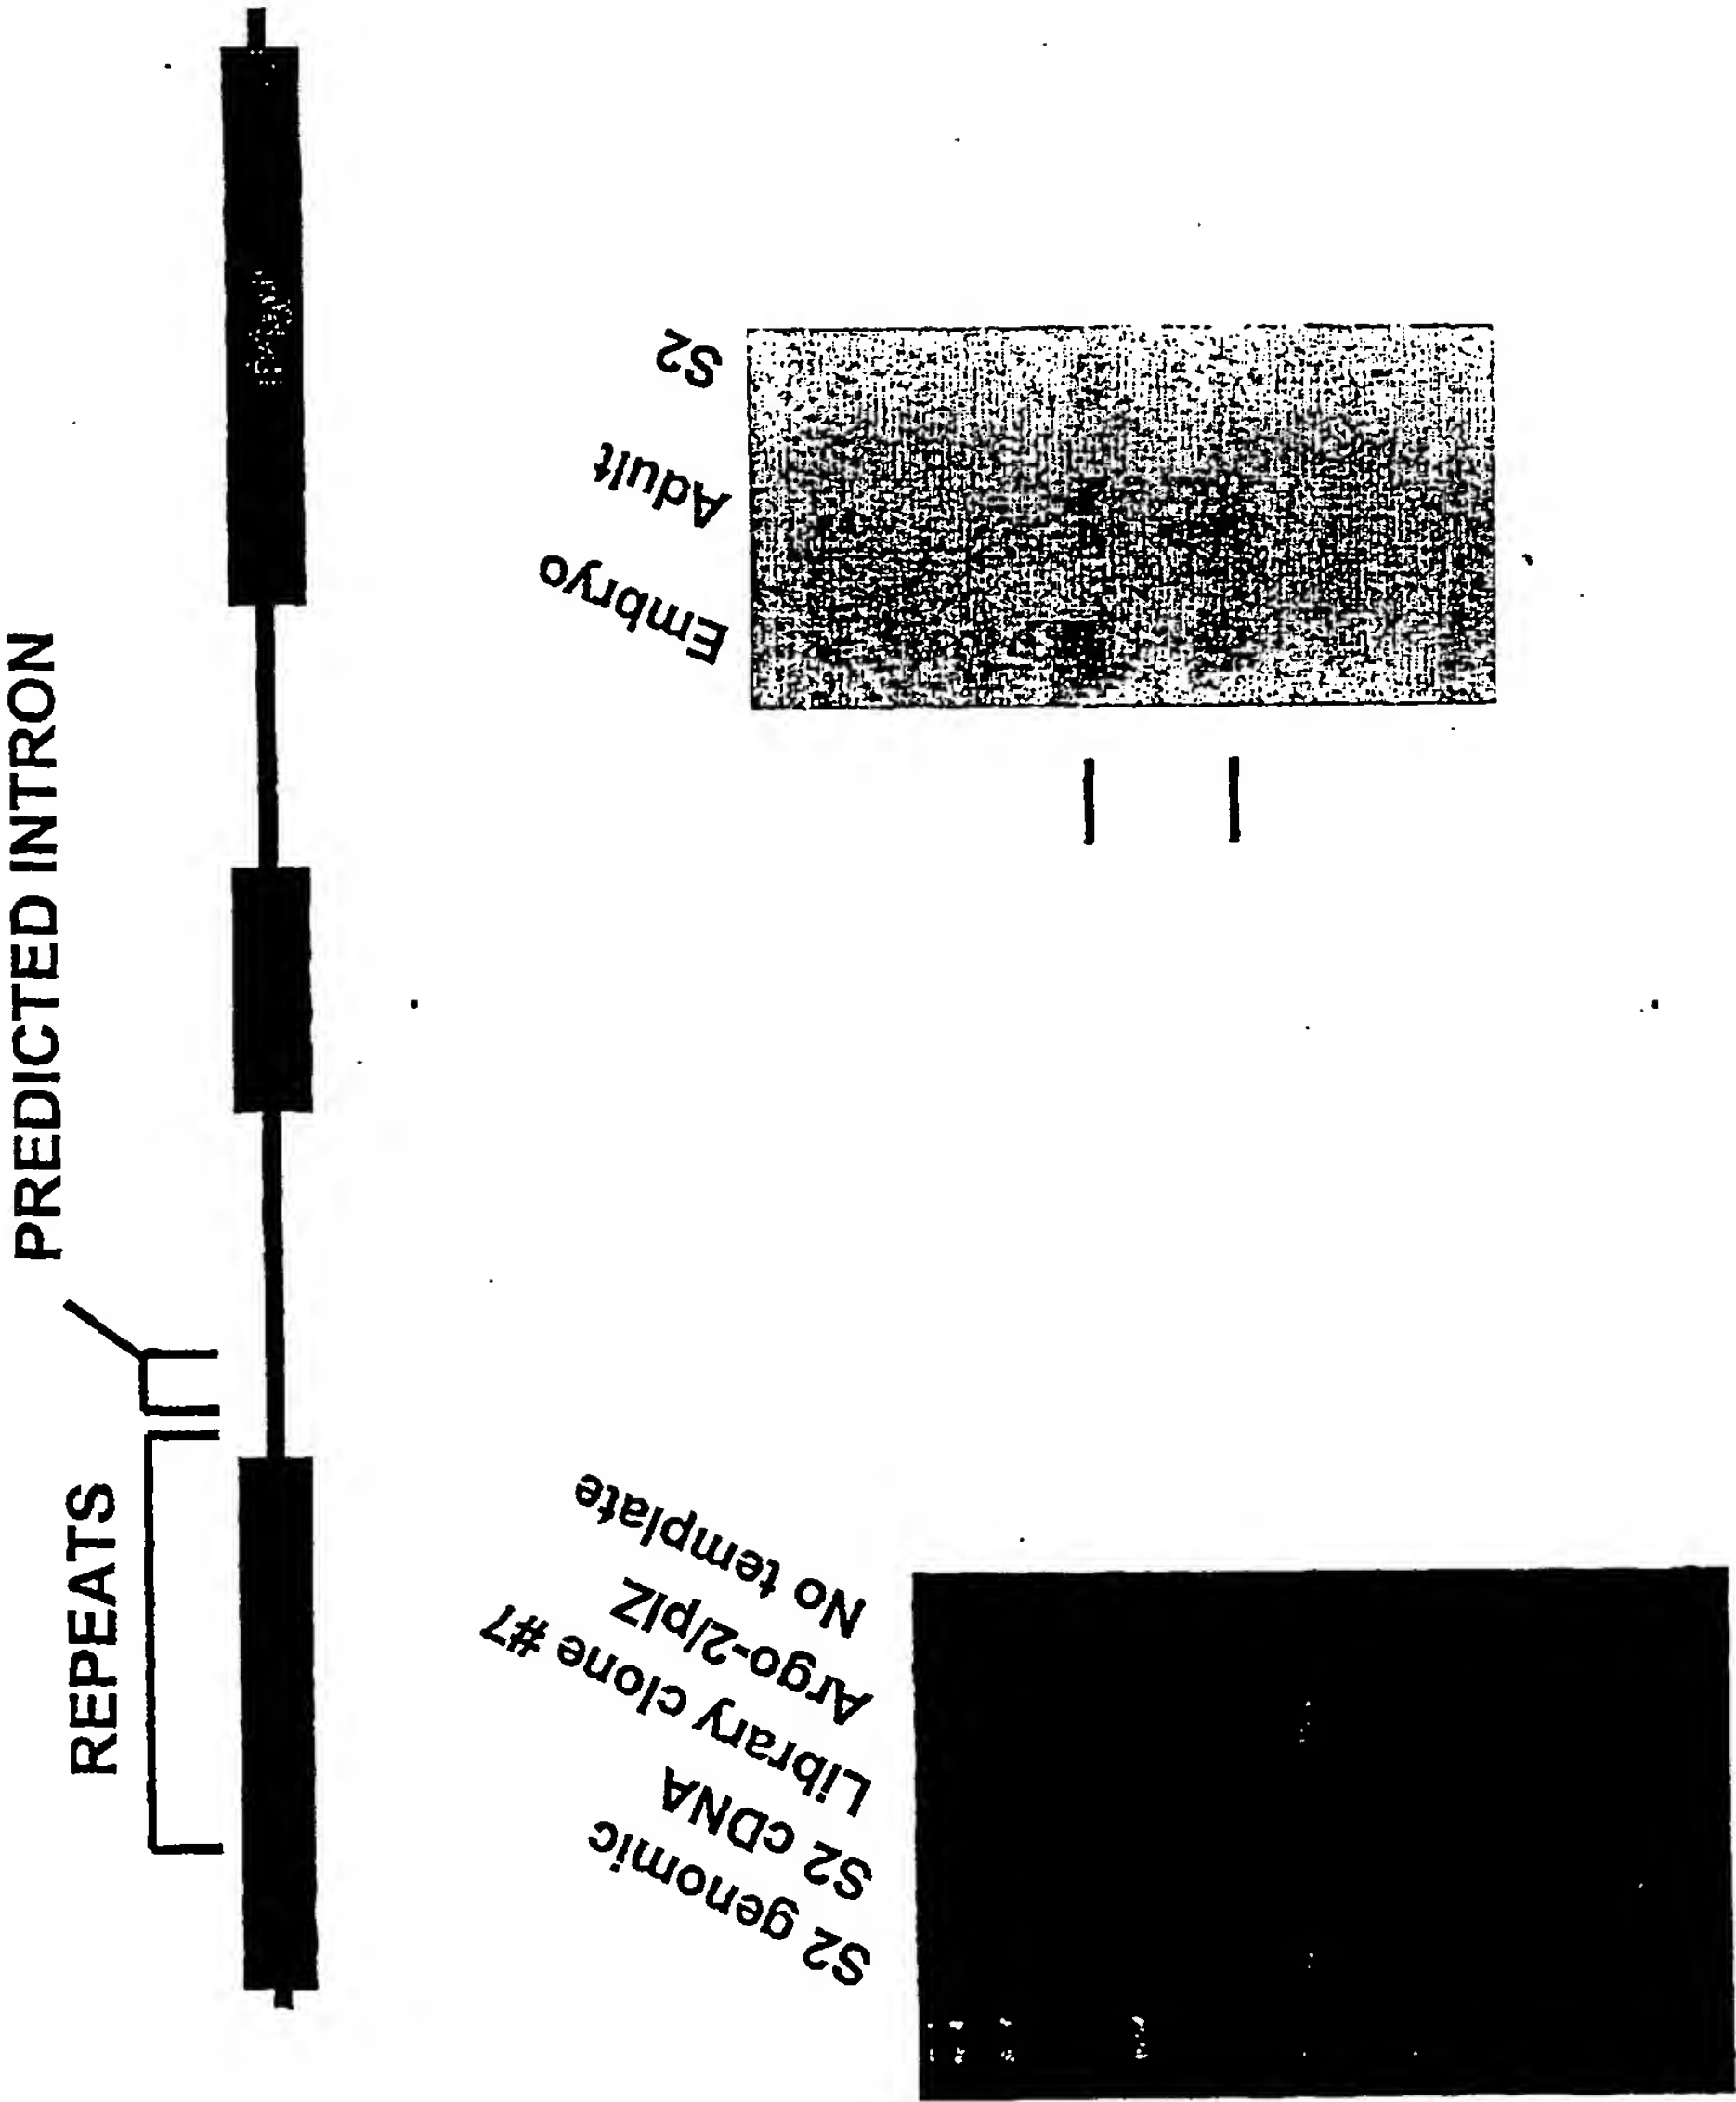 REPEATS
PREDICTED INTRON
S2 genomic
S2 cDNA
Library clone #7
Argo-2/pIZ
No template
Embryo
Adult
S2